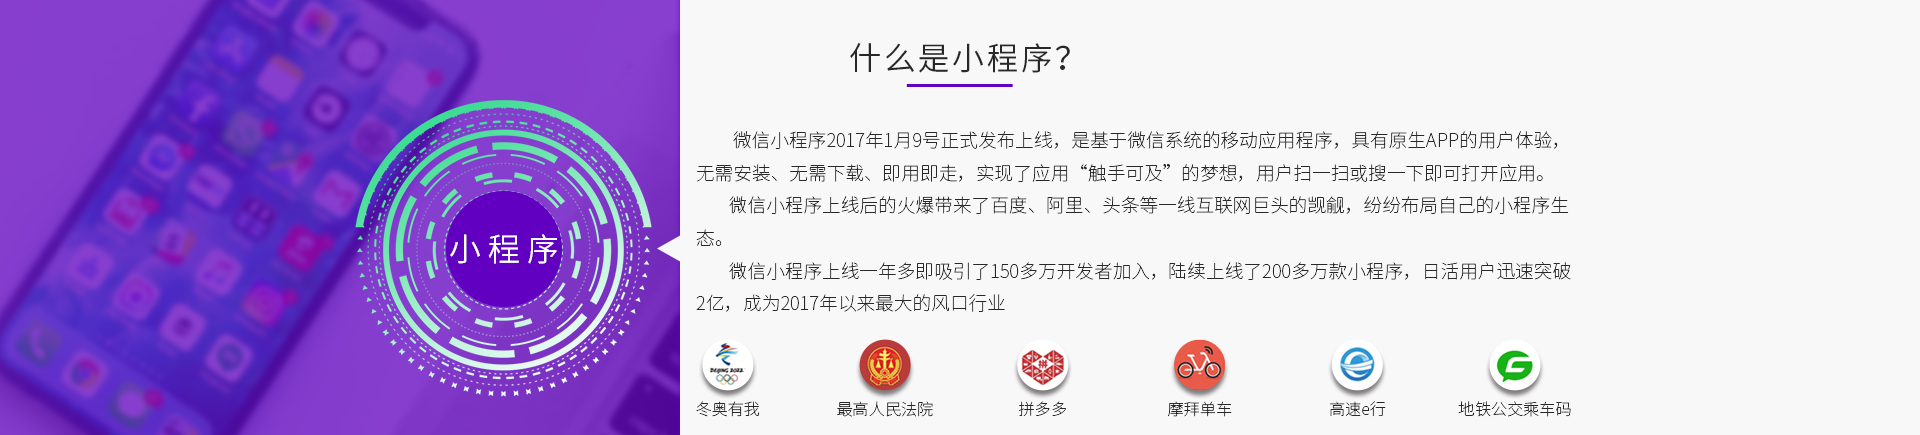 什么是小程序?
小程序
微信小程序2017年1月9号正式发布上线，是基于微信系统的移动应用程序，具有原生APP的用户体验，
无需安装、无需下载、即用即走，实现了应用“触手可及”的梦想，用户扫一扫或搜一下即可打开应用。
微信小程序上线后的火爆带来了百度、阿里、头条等一线互联网巨头的觊觎，纷纷布局自己的小程序生
态。
微信小程序上线一年多即吸引了150多万开发者加入，陆续上线了200多万款小程序，日活用户迅速突破
2亿，成为2017年以来最大的风口行业
BEIJING 2022
拼
冬奥有我
最高人民法院
拼多多
摩拜单车
高速e行
地铁公交乘车码